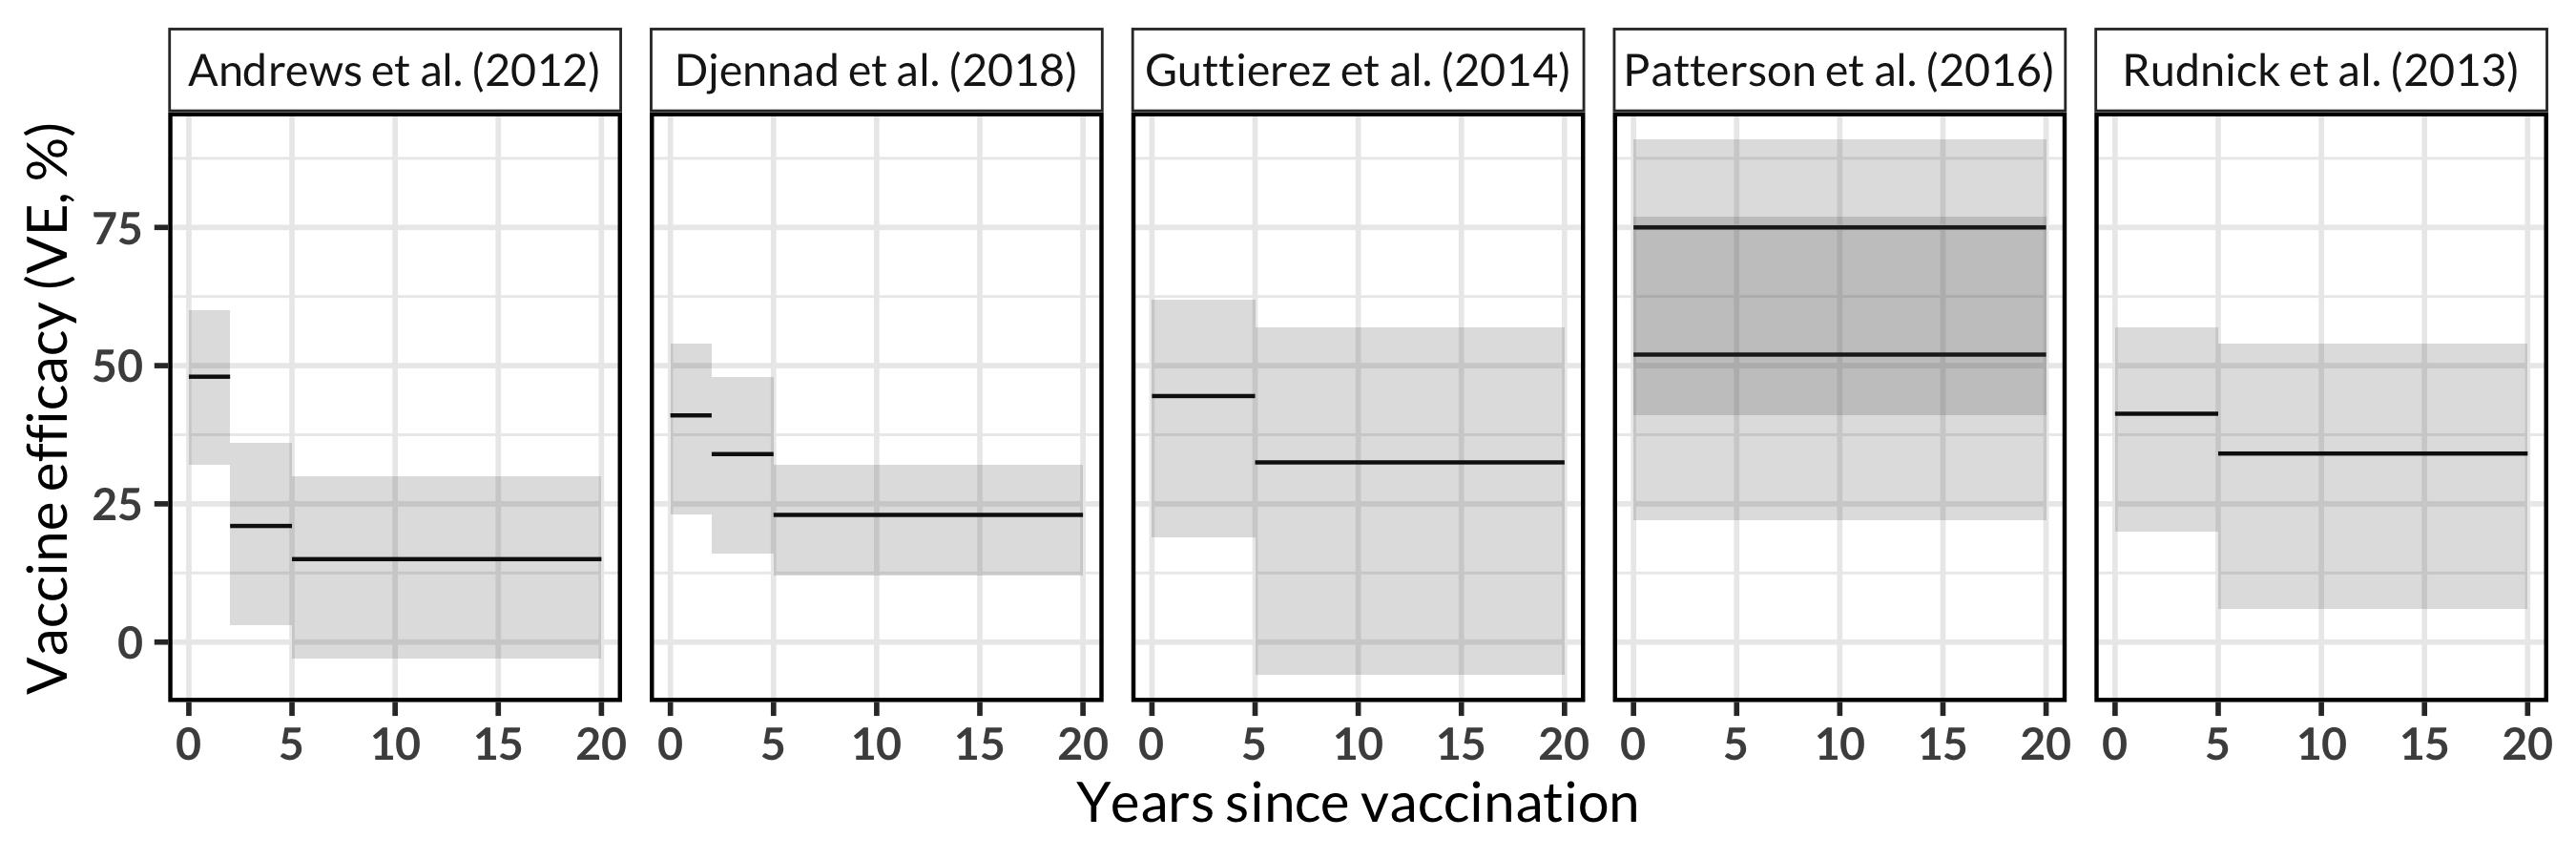 Andrews et al. (2012) Djennad et al. (2018) Guttierez et al. (2014) Patterson et al. (2016) Rudnick et al. (2013)
Vaccine efficacy (VE, %)
75
50
25
0
0 5 10 15 20 0 5 10 15 20 0 5 10 15 20 0 5 10 15 20 0 5 10 15 20
Years since vaccination